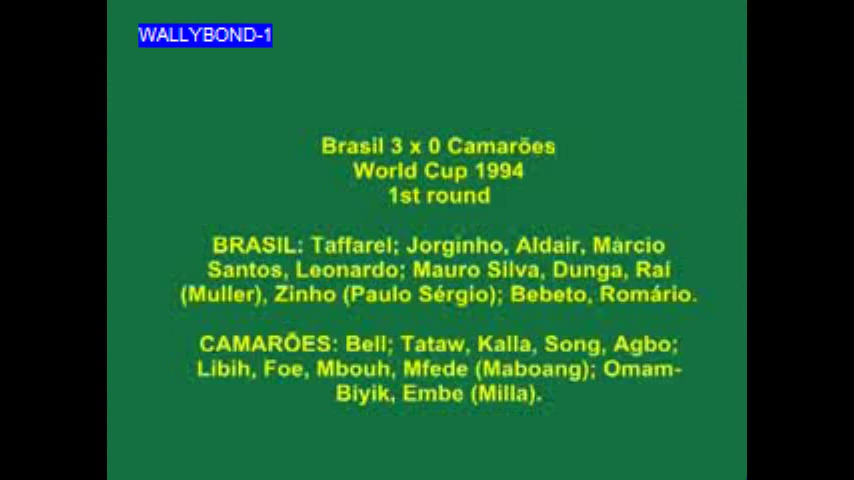 WALLYBOND-1
Brasil 3 x 0 Camarões
World Cup 1994
1st round
BRASIL: Taffarel; Jorginho, Aldair, Márcio
Santos, Leonardo; Mauro Silva, Dunga, Raí
(Muller), Zinho (Paulo Sérgio); Bebeto, Romário.
CAMARÕES: Bell; Tataw, Kalla, Song, Agbo;
Libih, Foe, Mbouh, Mfede (Maboang); Omam-
Biyik, Embe (Milla).